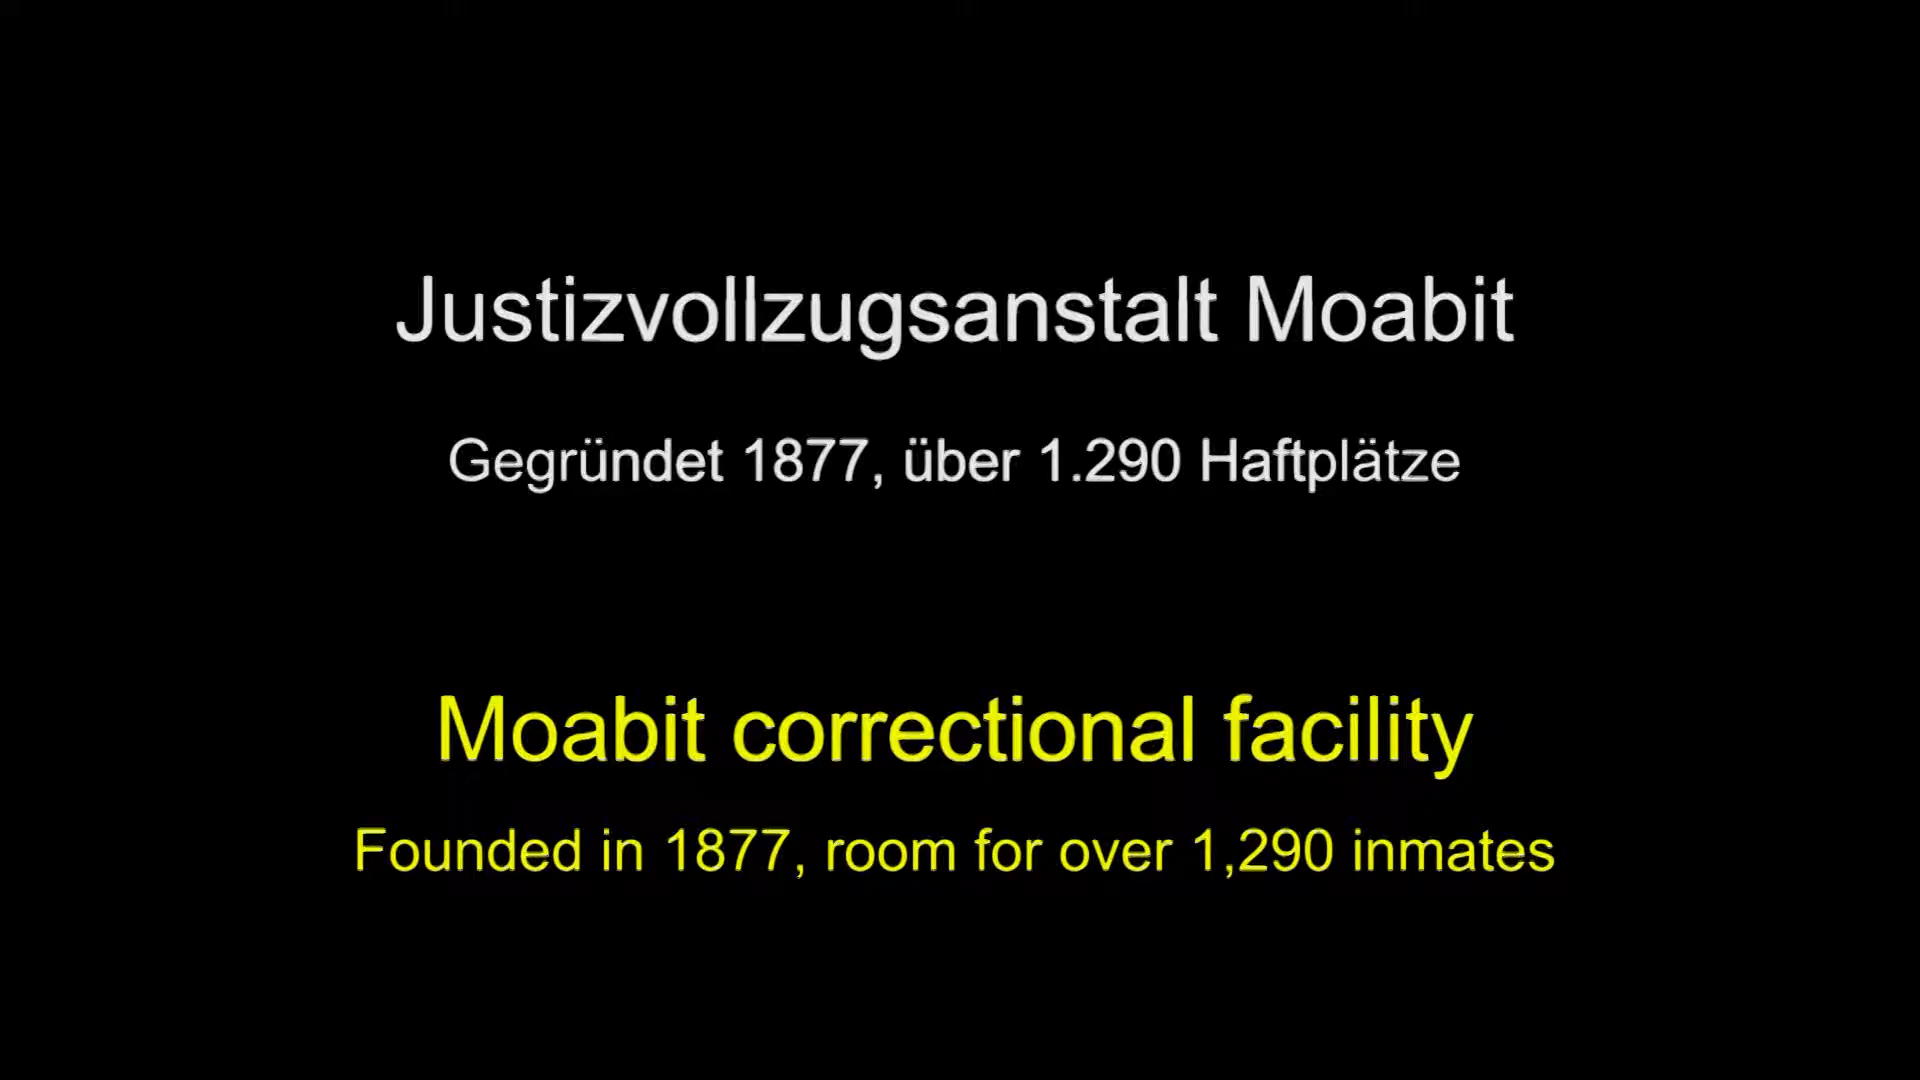 Justizvollzugsanstalt Moabit
Gegründet 1877, über 1.290 Haftplätze
Moabit correctional facility
Founded in 1877, room for over 1,290 inmates